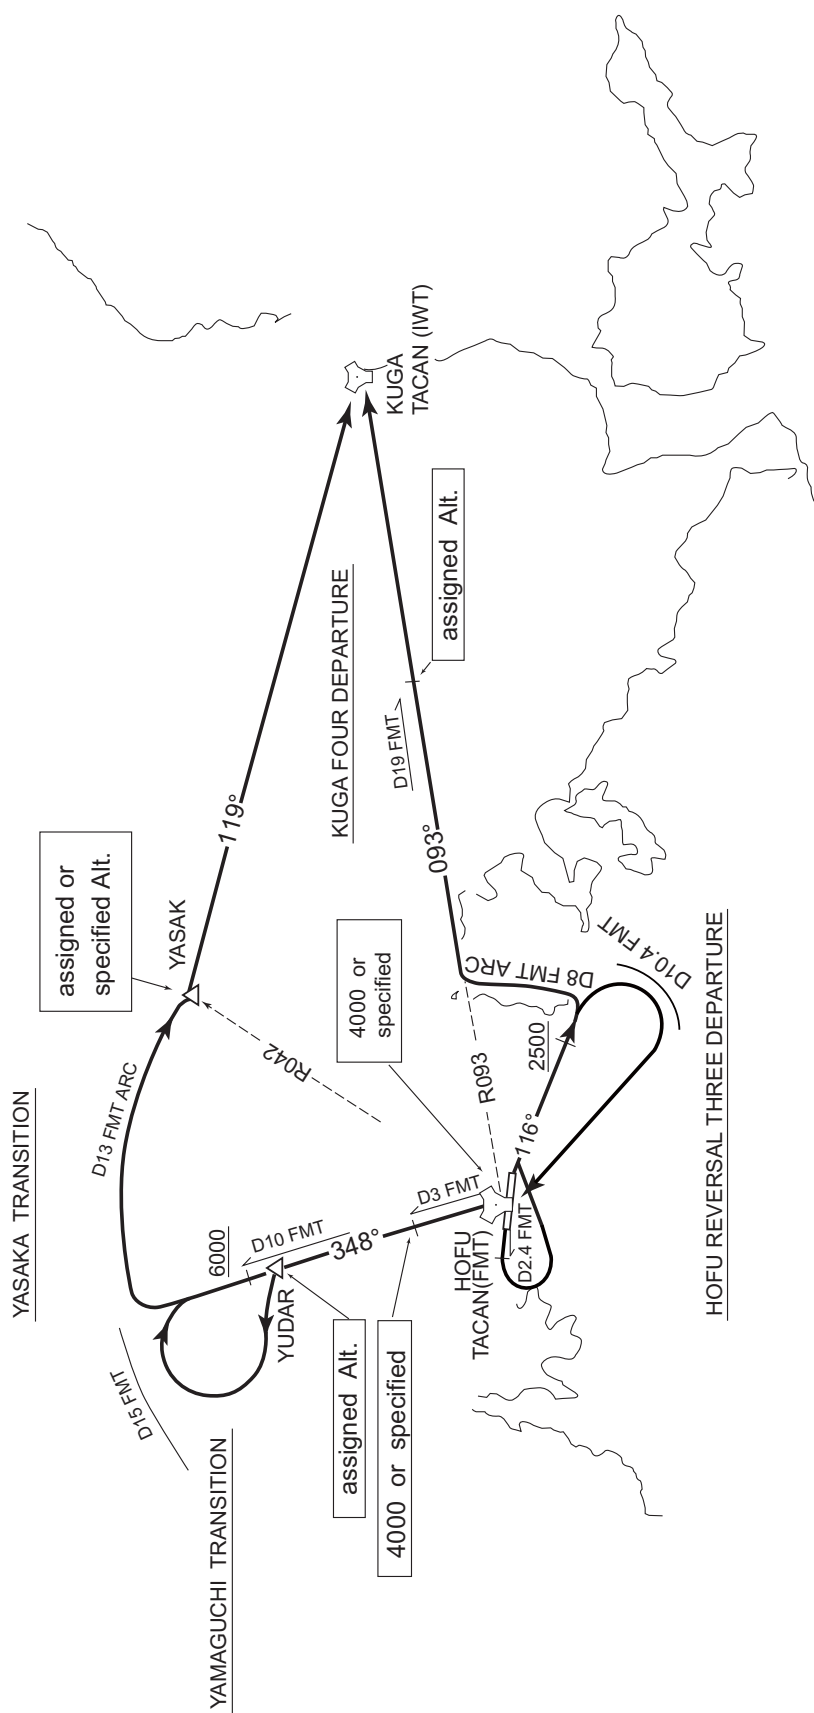 YASAKA TRANSITION
D13 FMT ARC
assigned or
specified Alt.
YASAK
119°
R042
KUGA
TACAN (IWT)
KUGA FOUR DEPARTURE
D19 FMT
assigned Alt.
093°
4000 or
specified
R093
D8 FMT ARC
D10.4 FMT
2500
116°
HOFU REVERSAL THREE DEPARTURE
D3 FMT
HOFU
TACAN(FMT)
D2.4 FMT
348°
D10 FMT
6000
YUDAR
assigned Alt.
4000 or specified
D15 FMT
YAMAGUCHI TRANSITION